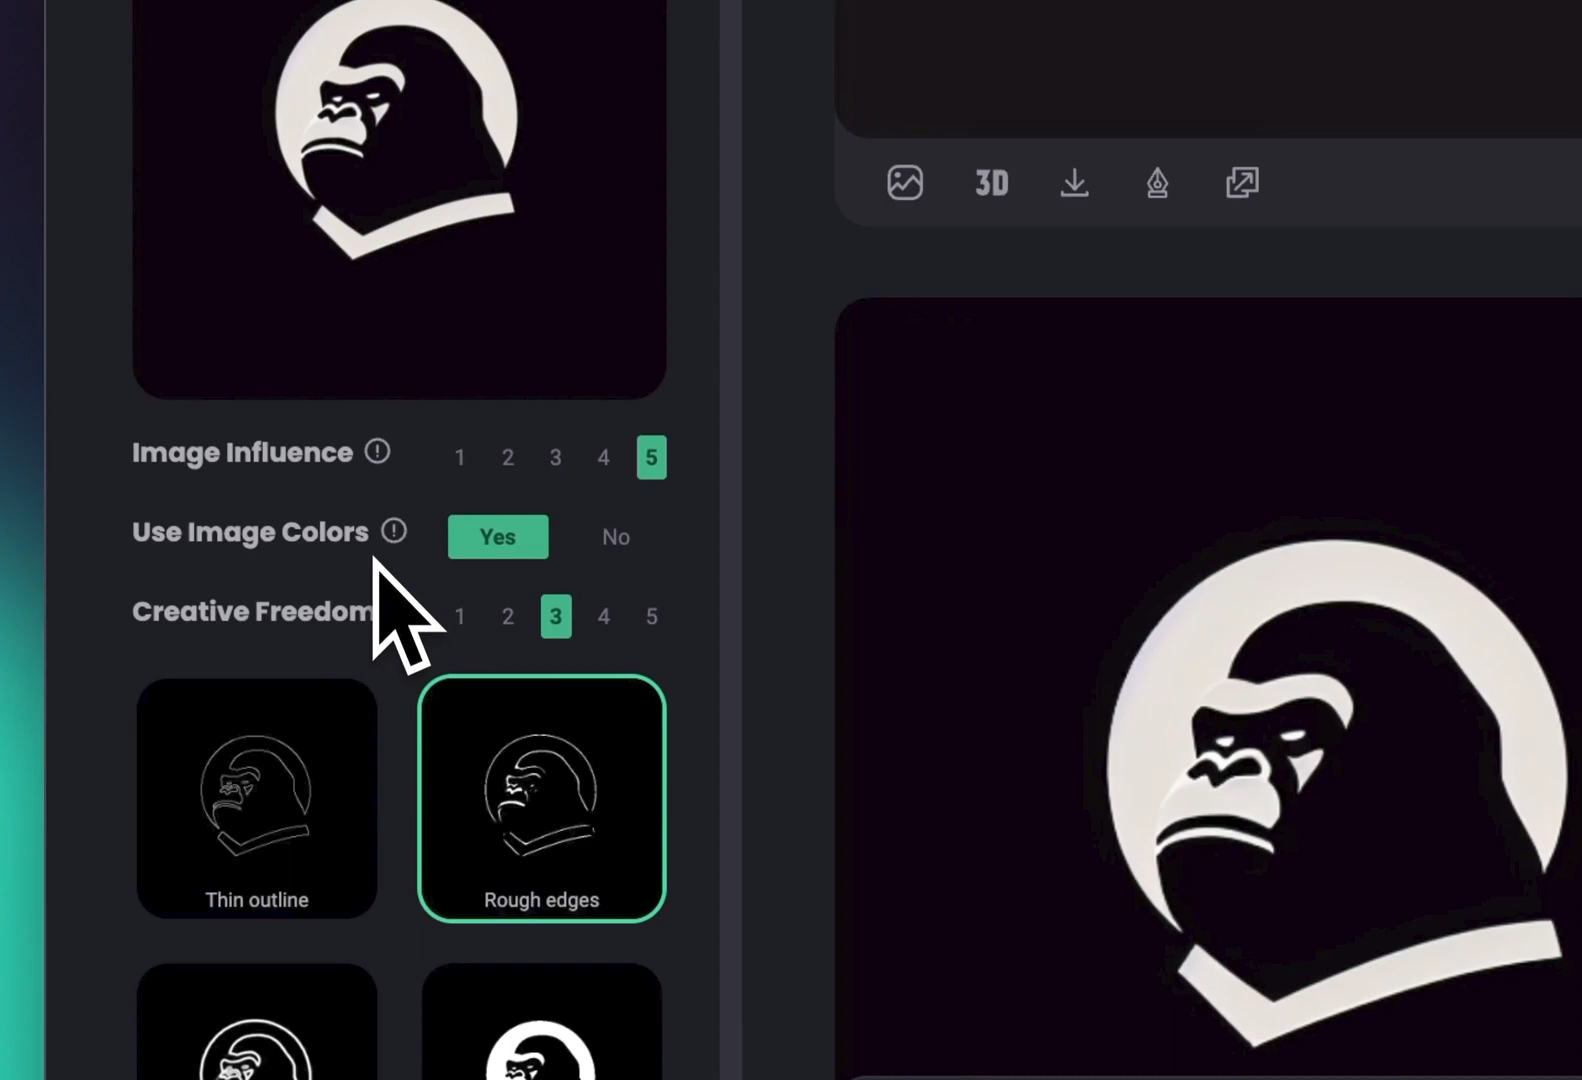 3D
Image Influence 1 2 3 4 5
Use Image Colors Yes No
Creative Freedom 1 2 3 4 5
Thin outline
Rough edges